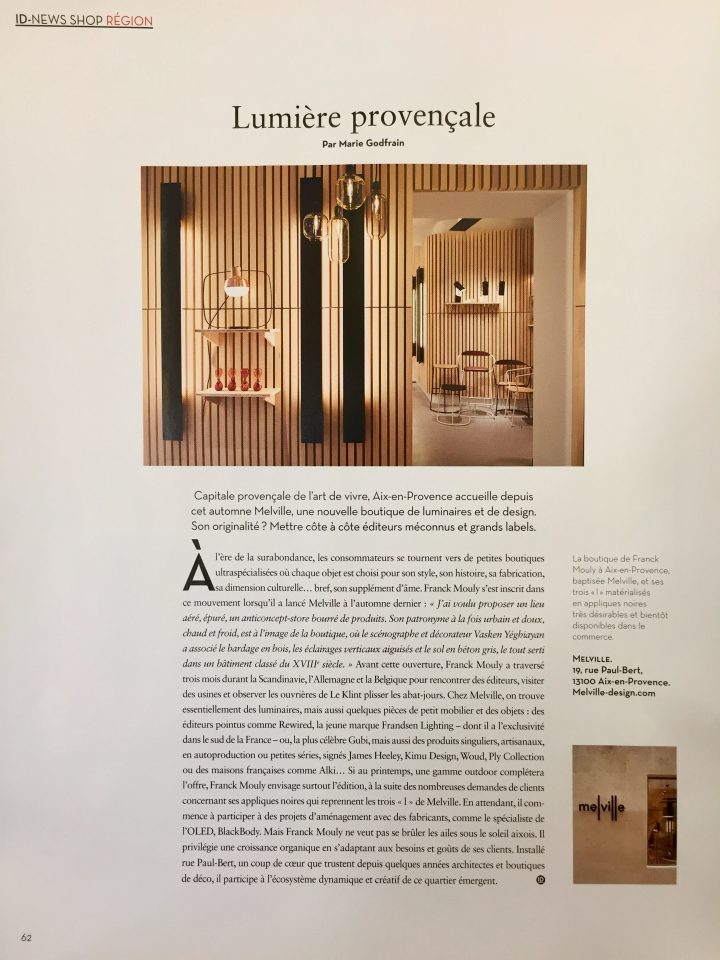 ID-NEWS SHOP RÉGION
Lumière provençale
Par Marie Godfrain
Capitale provençale de l'art de vivre, Aix-en-Provence accueille depuis
cet automne Melville, une nouvelle boutique de luminaires et de design.
Son originalité ? Mettre côte à côte éditeurs méconnus et grands labels.
À l'ère de la surabondance, les consommateurs se tournent vers de petites boutiques
ultraspécialisées où chaque objet est choisi pour son style, son histoire, sa fabrication,
sa dimension culturelle… bref, son supplément d'âme. Franck Mouly s'est inscrit dans
ce mouvement lorsqu'il a lancé Melville à l'automne dernier : « J'ai voulu proposer un lieu
aéré, épuré, un anticoncept-store bourré de produits. Son patronyme à la fois urbain et doux,
chaud et froid, est à l'image de la boutique, où le scénographe et décorateur Vasken Yéghiayan
a associé le bardage en bois, les éclairages verticaux aiguisés et le sol en béton gris, le tout serti
dans un bâtiment classé du XVIIIe siècle. » Avant cette ouverture, Franck Mouly a traversé
trois mois durant la Scandinavie, l'Allemagne et la Belgique pour rencontrer des éditeurs, visiter
des usines et observer les ouvrières de Le Klint plisser les abat-jours. Chez Melville, on trouve
essentiellement des luminaires, mais aussi quelques pièces de petit mobilier et des objets : des
éditeurs pointus comme Rewired, la jeune marque Frandsen Lighting – dont il a l'exclusivité
dans le sud de la France – ou, la plus célèbre Gubi, mais aussi des produits singuliers, artisanaux,
en autoproduction ou petites séries, signés James Heeley, Kimu Design, Woud, Ply Collection
ou des maisons françaises comme Alki… Si au printemps, une gamme outdoor complétera
l'offre, Franck Mouly envisage surtout l'édition, à la suite des nombreuses demandes de clients
concernant ses appliques noires qui reprennent les trois « l » de Melville. En attendant, il com-
mence à participer à des projets d'aménagement avec des fabricants, comme le spécialiste de
l'OLED, BlackBody. Mais Franck Mouly ne veut pas se brûler les ailes sous le soleil aixois. Il
privilégie une croissance organique en s'adaptant aux besoins et goûts de ses clients. Installé
rue Paul-Bert, un coup de cœur que trustent depuis quelques années architectes et boutiques
de déco, il participe à l'écosystème dynamique et créatif de ce quartier émergent. ID
La boutique de Franck
Mouly à Aix-en-Provence,
baptisée Melville, et ses
trois « l » matérialisés
en appliques noires
très désirables et bientôt
disponibles dans le
commerce.
MELVILLE.
19, rue Paul-Bert,
13100 Aix-en-Provence.
Melville-design.com
melville
62